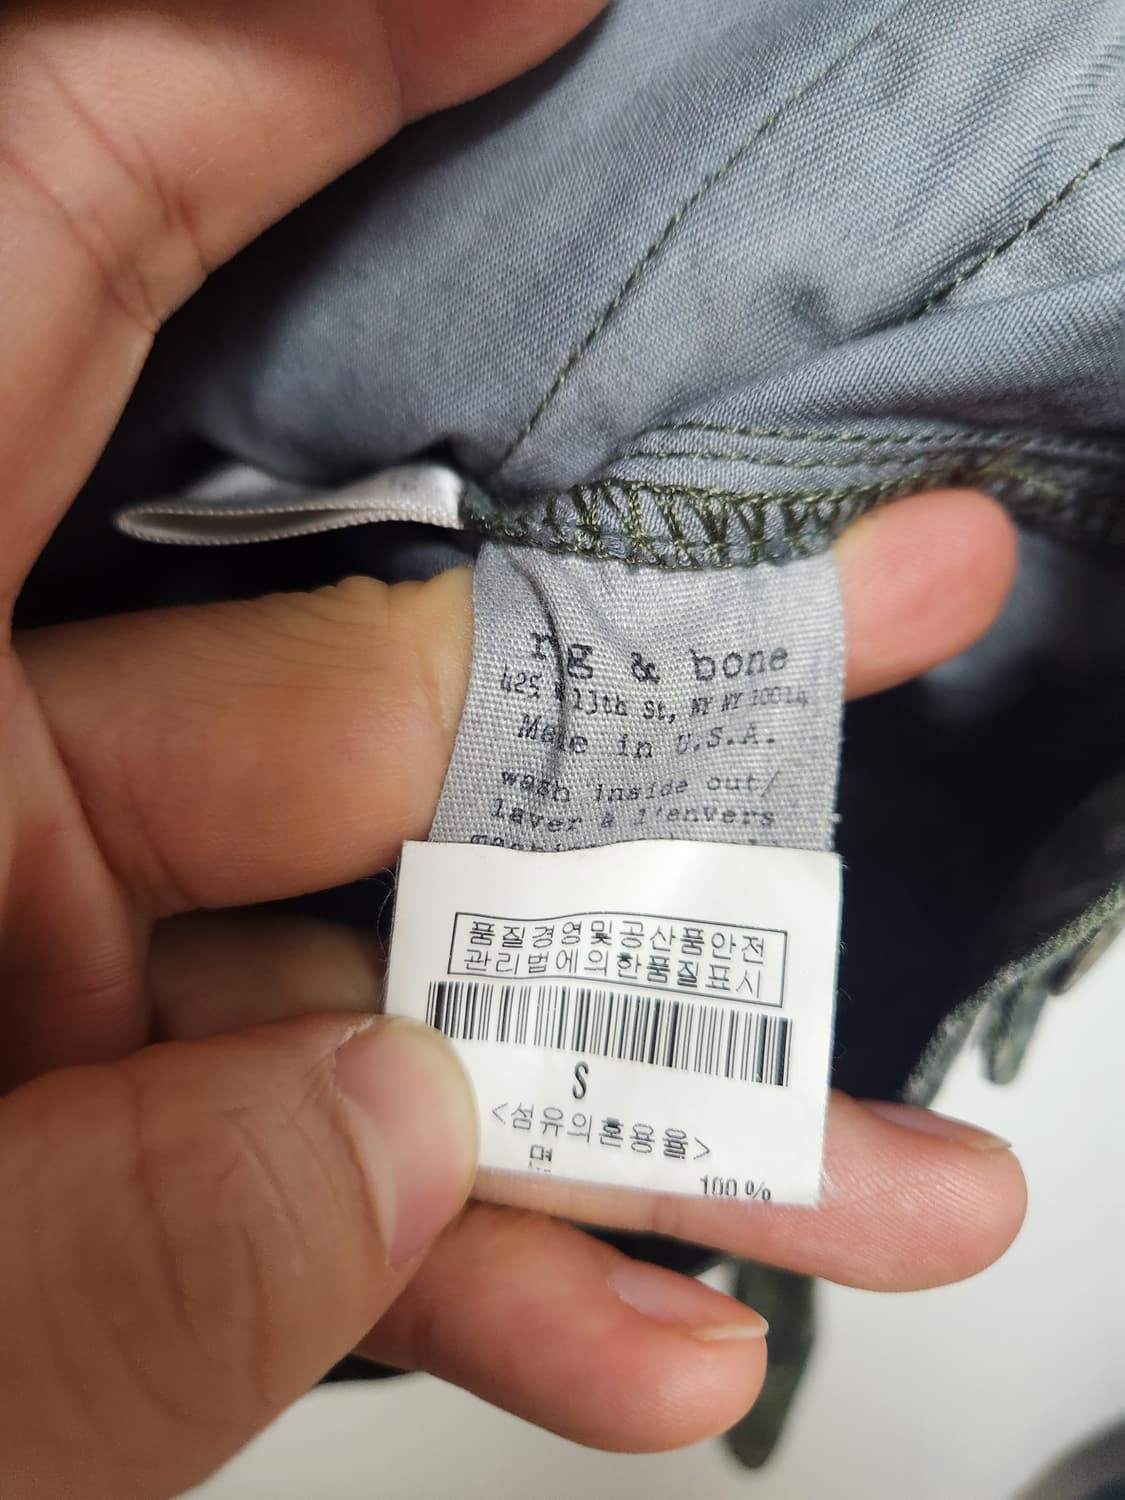 & bone
425 13th St, NY NY 10014
Made in U.S.A.
wash inside out/
laver a l'envers
품질경영및공산품안전
관리법에의한품질표시
S
<섬유의혼용율>
면
100 %